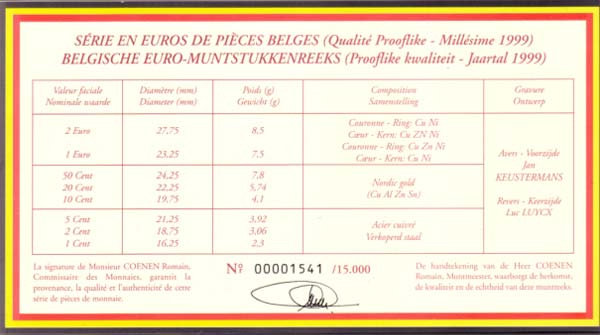 SÉRIE EN EUROS DE PIÈCES BELGES (Qualité Prooflike - Millésime 1999)
BELGISCHE EURO-MUNTSTUKKENREEKS (Prooflike kwaliteit - Jaartal 1999)
Valeur faciale Diamètre (mm) Poids (g) Composition Gravure
Nominale waarde Diameter (mm) Gewicht (g) Samenstelling Ontwerp
2 Euro 27,75 8,5 Couronne - Ring: Cu Ni
Cœur - Kern: Cu ZN Ni
1 Euro 23,25 7,5 Couronne - Ring: Cu Zn Ni
Cœur - Kern: Cu Ni
50 Cent 24,25 7,8
20 Cent 22,25 5,74
10 Cent 19,75 4,1
Nordic gold
(Cu Al Zn Sn)
5 Cent 21,25 3,92
2 Cent 18,75 3,06
1 Cent 16,25 2,3
Acier cuivré
Verkoperd staal
Avers - Voorzijde
Jan
KEUSTERMANS
Revers - Keerzijde
Luc LUYCX
La signature de Monsieur COENEN Romain,
Commissaire des Monnaies, garantit la
provenance, la qualité et l'authenticité de cette
série de pièces de monnaie.
Nr. 00001541 /15.000
De handtekening van de Heer COENEN
Romain, Muntmeester, waarborgt de herkomst,
de kwaliteit en de echtheid van deze muntreeks.